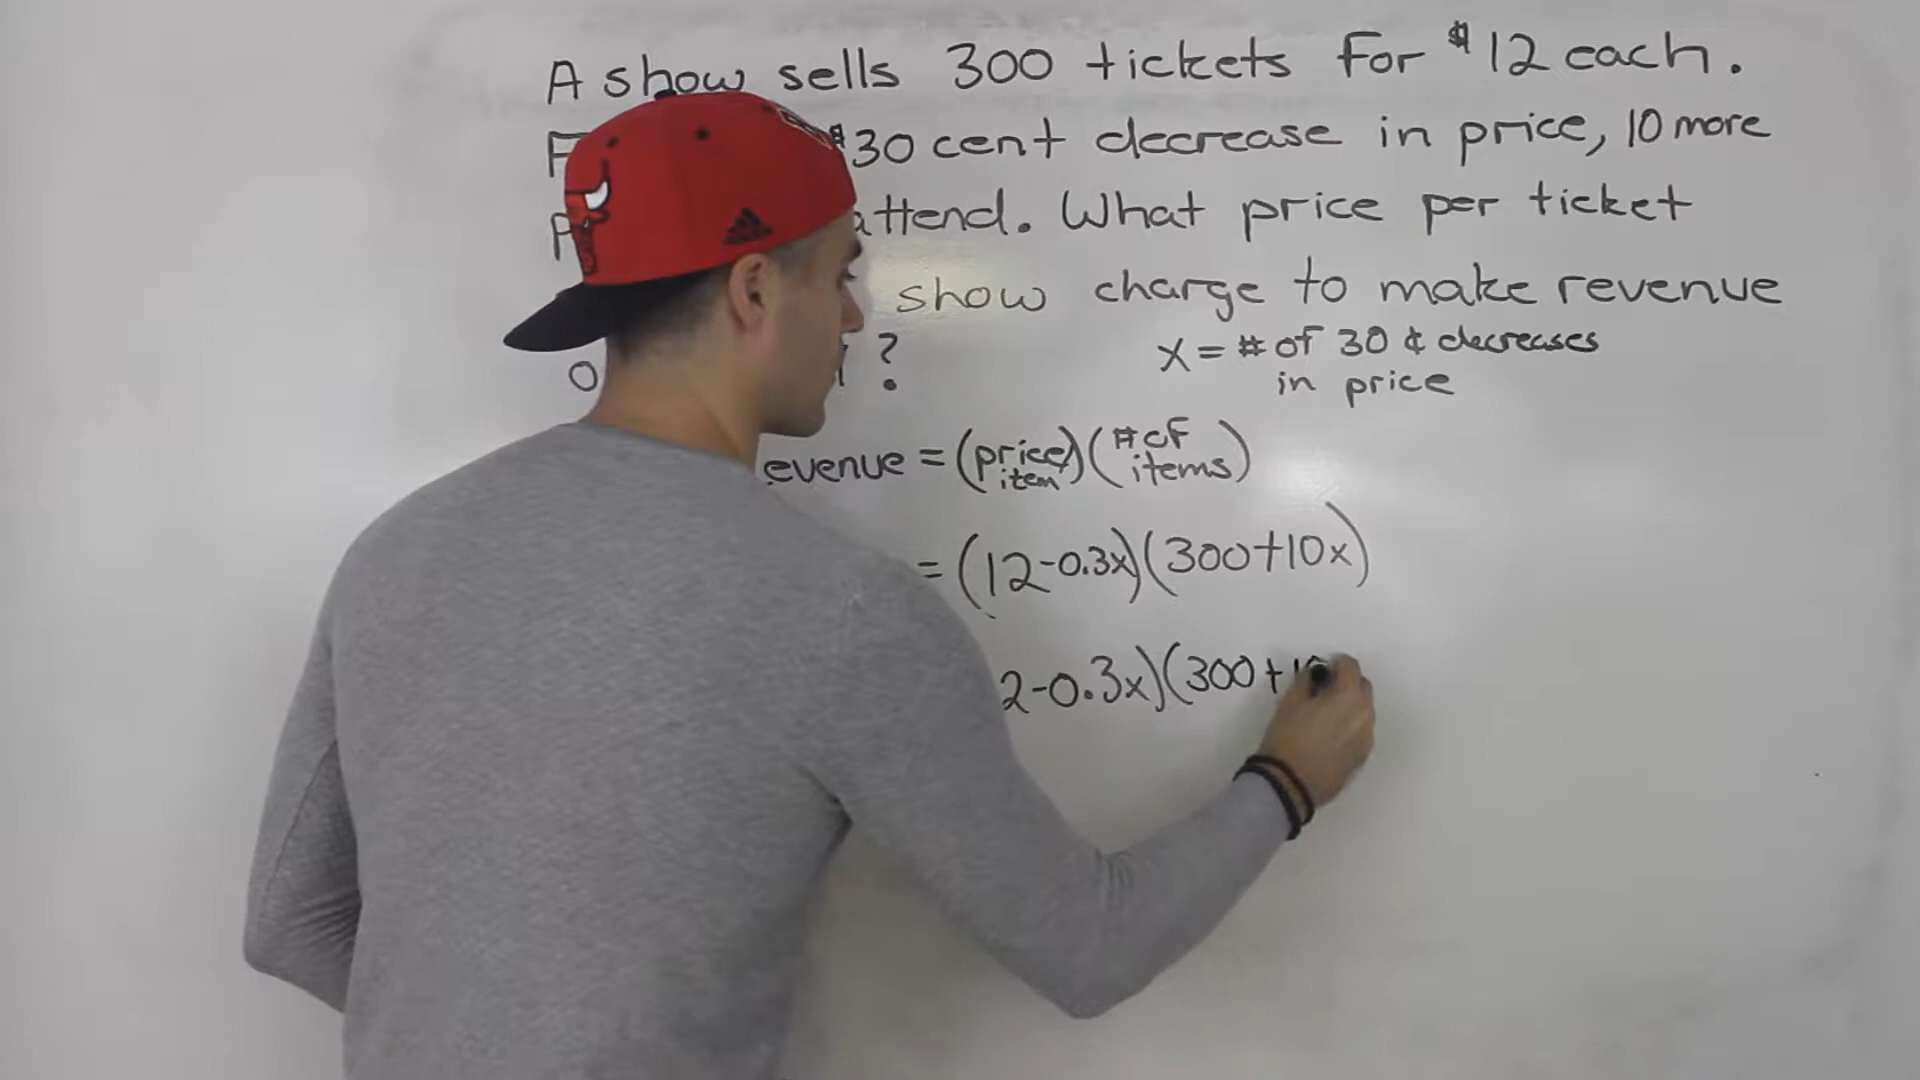 A show sells 300 tickets for $12 each.
$30 cent decrease in price, 10 more
attend. What price per ticket
show charge to make revenue
?
x = # of 30 ¢ decreases
in price
evenue = (price/item)(# of items)
= (12-0.3x)(300+10x)
2-0.3x)(300+10